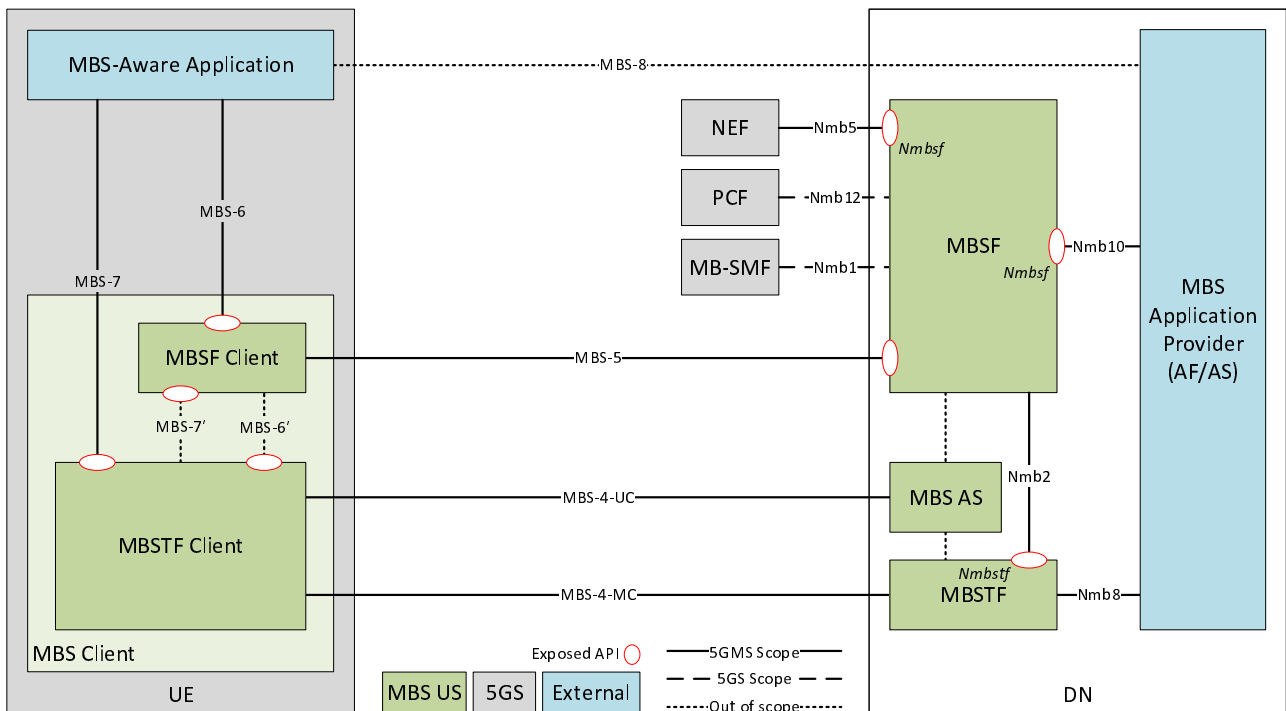 MBS-Aware Application
MBS-8
NEF
Nmb5
Nmbsf
PCF
Nmb12
MBS-6
MBSF
Nmb10
MB-SMF
Nmb1
Nmbsf
MBS-7
MBS
Application
Provider
(AF/AS)
MBSF Client
MBS-5
MBS-7’
MBS-6’
Nmb2
MBS-4-UC
MBS AS
MBSTF Client
Nmbstf
MBS-4-MC
MBSTF
Nmb8
MBS Client
Exposed API
5GMS Scope
5GS Scope
UE
MBS US
5GS
External
DN
Out of scope